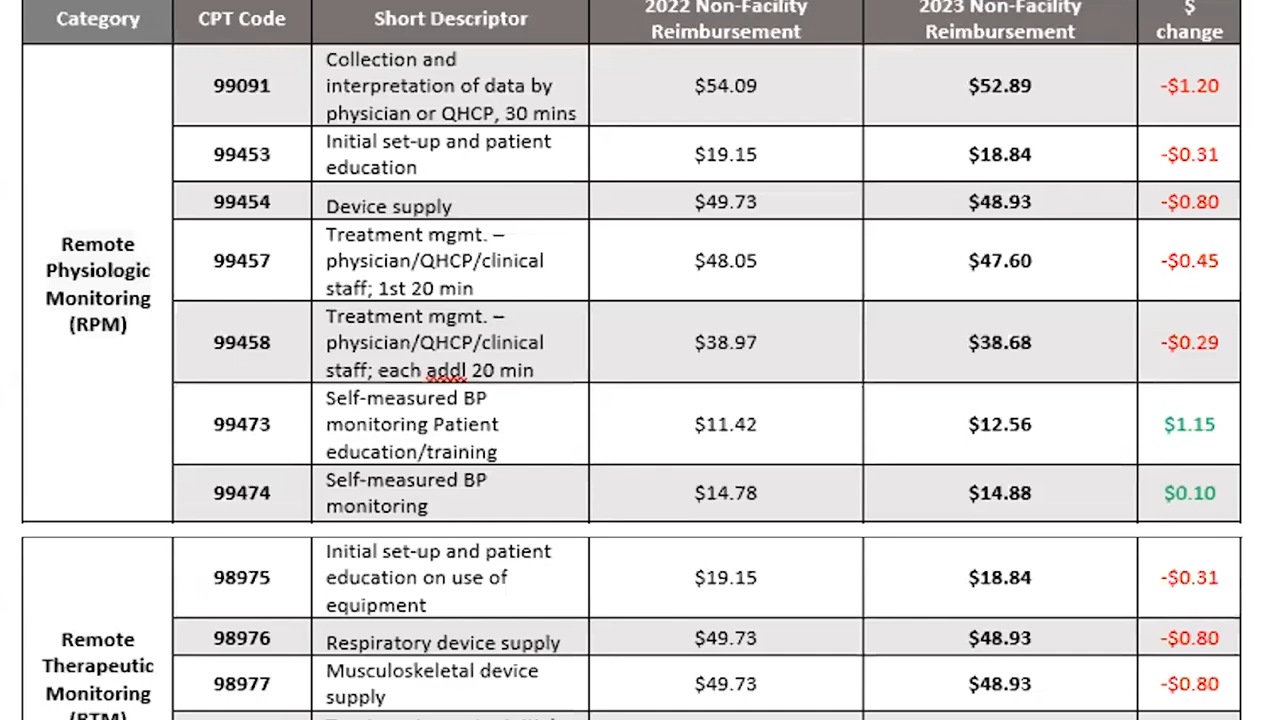 Category CPT Code Short Descriptor 2022 Non-Facility Reimbursement 2023 Non-Facility Reimbursement $ change
Remote
Physiologic
Monitoring
(RPM)
99091 Collection and
interpretation of data by
physician or QHCP, 30 mins $54.09 $52.89 -$1.20
99453 Initial set-up and patient
education $19.15 $18.84 -$0.31
99454 Device supply $49.73 $48.93 -$0.80
99457 Treatment mgmt. –
physician/QHCP/clinical
staff; 1st 20 min $48.05 $47.60 -$0.45
99458 Treatment mgmt. –
physician/QHCP/clinical
staff; each addl 20 min $38.97 $38.68 -$0.29
99473 Self-measured BP
monitoring Patient
education/training $11.42 $12.56 $1.15
99474 Self-measured BP
monitoring $14.78 $14.88 $0.10
Remote
Therapeutic
Monitoring
(RTM)
98975 Initial set-up and patient
education on use of
equipment $19.15 $18.84 -$0.31
98976 Respiratory device supply $49.73 $48.93 -$0.80
98977 Musculoskeletal device
supply $49.73 $48.93 -$0.80